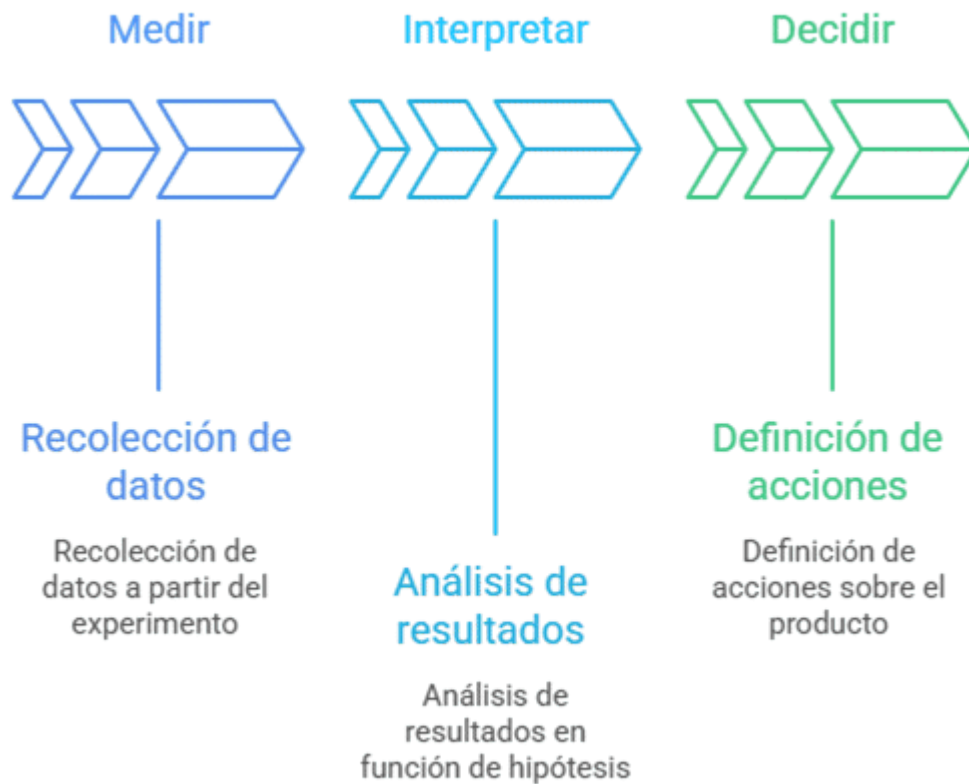 Medir
Interpretar
Decidir
Recolección de
datos
Recolección de
datos a partir del
experimento
Análisis de
resultados
Análisis de
resultados en
función de hipótesis
Definición de
acciones
Definición de
acciones sobre el
producto